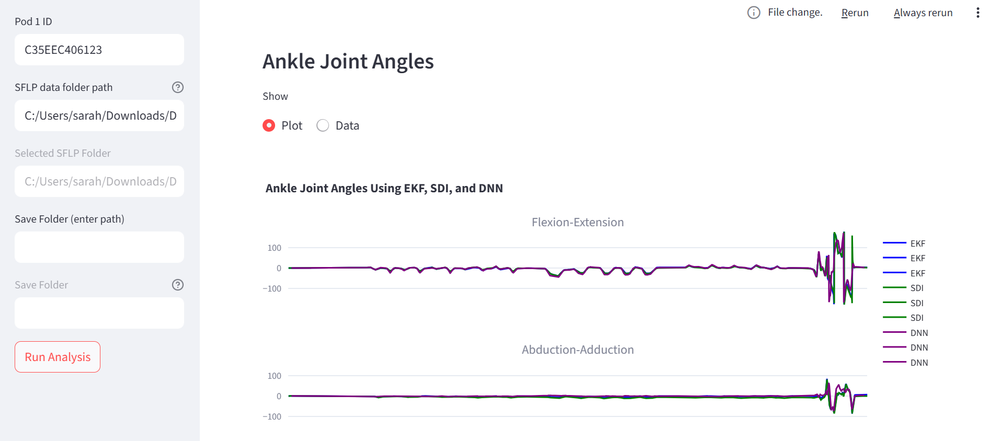 Pod 1 ID
C35EEC406123
SFLP data folder path
C:/Users/sarah/Downloads/D
Selected SFLP Folder
C:/Users/sarah/Downloads/D
Save Folder (enter path)
Save Folder
Run Analysis
File change.
Rerun
Always rerun
Ankle Joint Angles
Show
Plot
Data
Ankle Joint Angles Using EKF, SDI, and DNN
Flexion-Extension
100
0
−100
EKF
EKF
EKF
SDI
SDI
SDI
DNN
DNN
DNN
Abduction-Adduction
100
0
−100